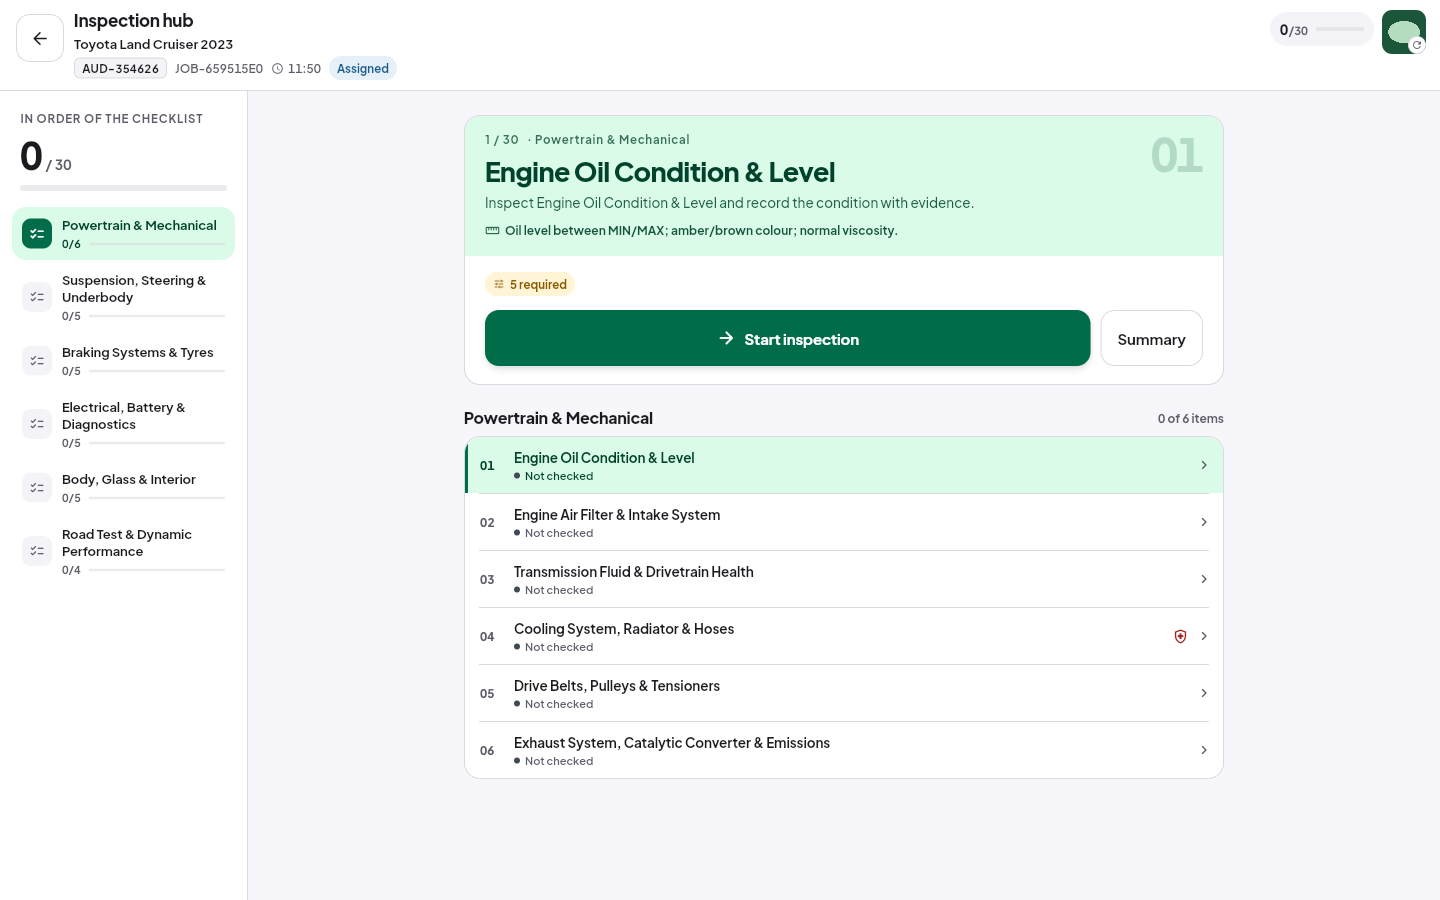 Inspection hub
Toyota Land Cruiser 2023
AUD-354626 JOB-659515E0 11:50 Assigned
0/30
IN ORDER OF THE CHECKLIST
0 / 30
Powertrain & Mechanical
0/6
Suspension, Steering &
Underbody
0/5
Braking Systems & Tyres
0/5
Electrical, Battery &
Diagnostics
0/5
Body, Glass & Interior
0/5
Road Test & Dynamic
Performance
0/4
1 / 30 · Powertrain & Mechanical
01
Engine Oil Condition & Level
Inspect Engine Oil Condition & Level and record the condition with evidence.
Oil level between MIN/MAX; amber/brown colour; normal viscosity.
5 required
Start inspection
Summary
Powertrain & Mechanical
0 of 6 items
01 Engine Oil Condition & Level
Not checked
02 Engine Air Filter & Intake System
Not checked
03 Transmission Fluid & Drivetrain Health
Not checked
04 Cooling System, Radiator & Hoses
Not checked
05 Drive Belts, Pulleys & Tensioners
Not checked
06 Exhaust System, Catalytic Converter & Emissions
Not checked